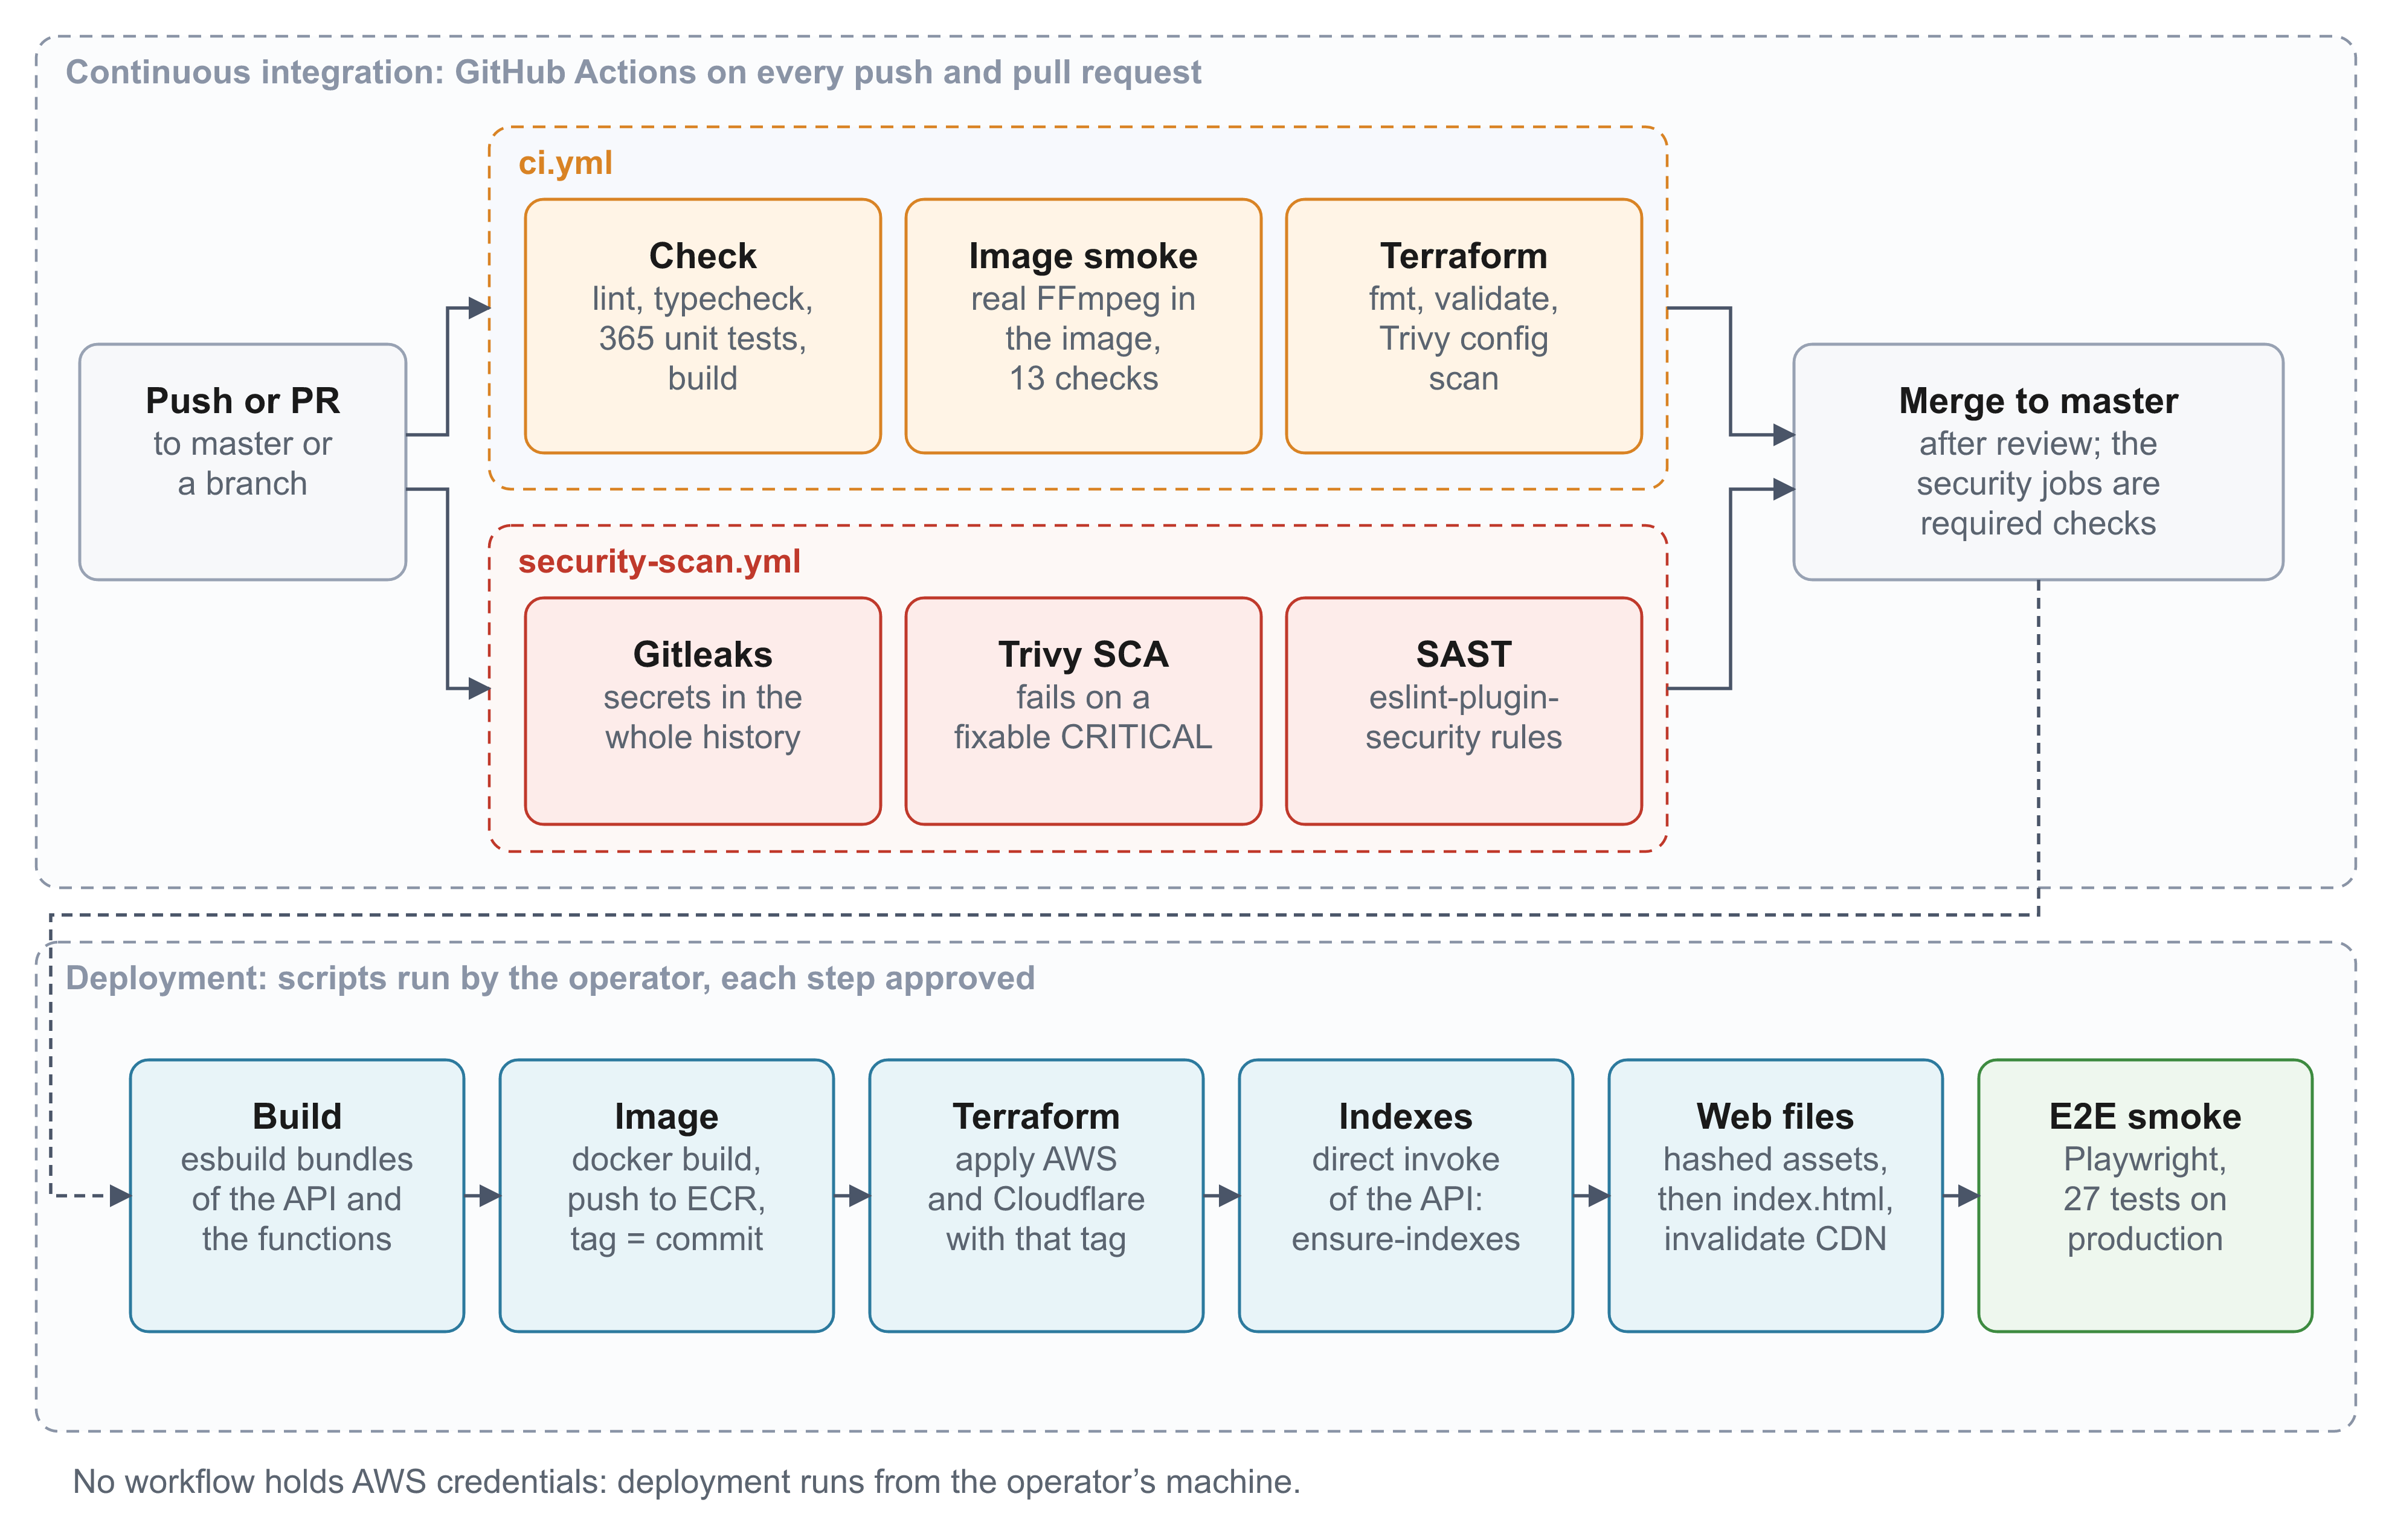 Continuous integration: GitHub Actions on every push and pull request
ci.yml
Check
lint, typecheck,
365 unit tests,
build
Image smoke
real FFmpeg in
the image,
13 checks
Terraform
fmt, validate,
Trivy config
scan
Push or PR
to master or
a branch
Merge to master
after review; the
security jobs are
required checks
security-scan.yml
Gitleaks
secrets in the
whole history
Trivy SCA
fails on a
fixable CRITICAL
SAST
eslint-plugin-
security rules
Deployment: scripts run by the operator, each step approved
Build
esbuild bundles
of the API and
the functions
Image
docker build,
push to ECR,
tag = commit
Terraform
apply AWS
and Cloudflare
with that tag
Indexes
direct invoke
of the API:
ensure-indexes
Web files
hashed assets,
then index.html,
invalidate CDN
E2E smoke
Playwright,
27 tests on
production
No workflow holds AWS credentials: deployment runs from the operator’s machine.